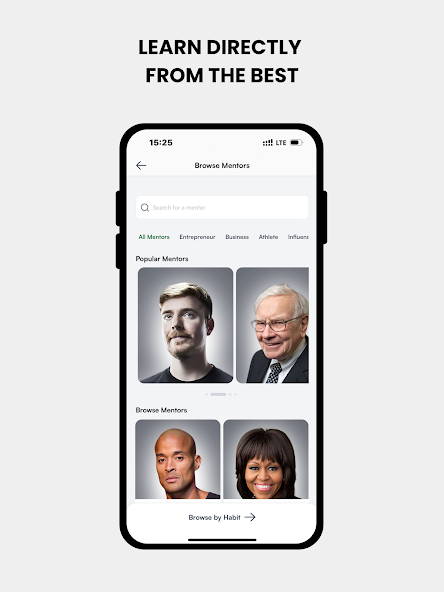 LEARN DIRECTLY
FROM THE BEST
15:25
LTE
Browse Mentors
Search for a mentor
All Mentors Entrepreneur Business Athlete Influen
Popular Mentors
Browse Mentors
Browse by Habit